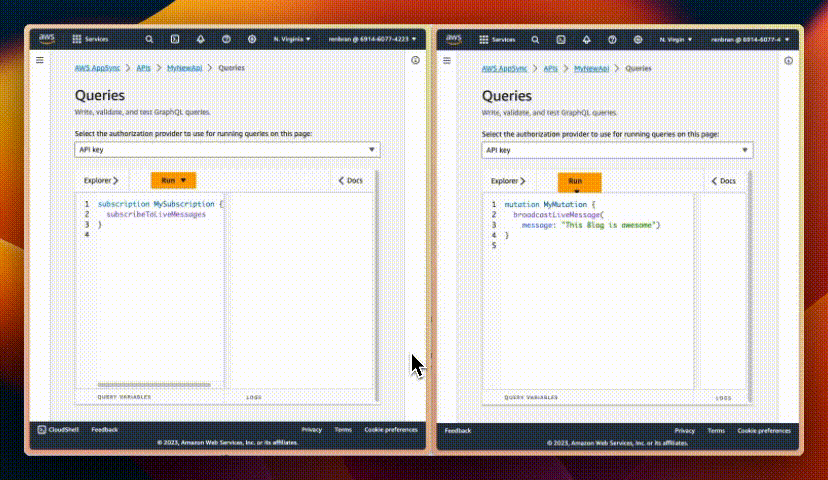 aws Services N. Virginia renbran @ 6914-6077-4223
AWS AppSync > APIs > MyNewApi > Queries
Queries
Write, validate, and test GraphQL queries.
Select the authorization provider to use for running queries on this page:
API key
Explorer > Run < Docs
1 subscription MySubscription {
2 subscribeToLiveMessages
3 }
4
QUERY VARIABLES LOGS
CloudShell Feedback Privacy Terms Cookie preferences
© 2023, Amazon Web Services, Inc. or its affiliates.
aws Services N. Virgin renbran @ 6914-6077-4
AWS AppSync > APIs > MyNewApi > Queries
Queries
Write, validate, and test GraphQL queries.
Select the authorization provider to use for running queries on this page:
API key
Explorer > Run < Docs
1 mutation MyMutation {
2 broadcastLiveMessage(
3 message: "This Blog is awesome")
4 }
5
QUERY VARIABLES LOGS
Feedback Privacy Terms Cookie preferences
© 2023, Amazon Web Services, Inc. or its affiliates.